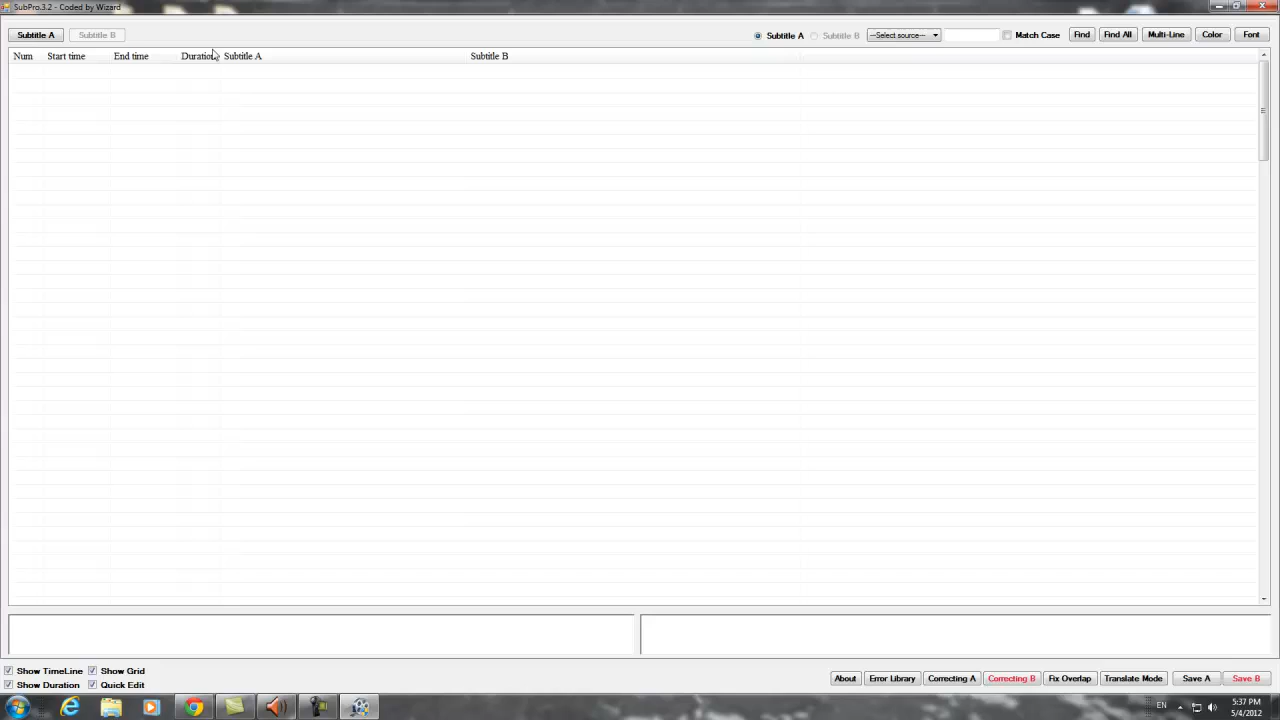 SubPro.3.2 - Coded by Wizard
Subtitle A Subtitle B Subtitle A Subtitle B ---Select source--- Match Case Find Find All Multi-Line Color Font
Num Start time End time Duration Subtitle A Subtitle B
Show TimeLine Show Grid
Show Duration Quick Edit
About Error Library Correcting A Correcting B Fix Overlap Translate Mode Save A Save B
EN 5:37 PM
5/4/2012